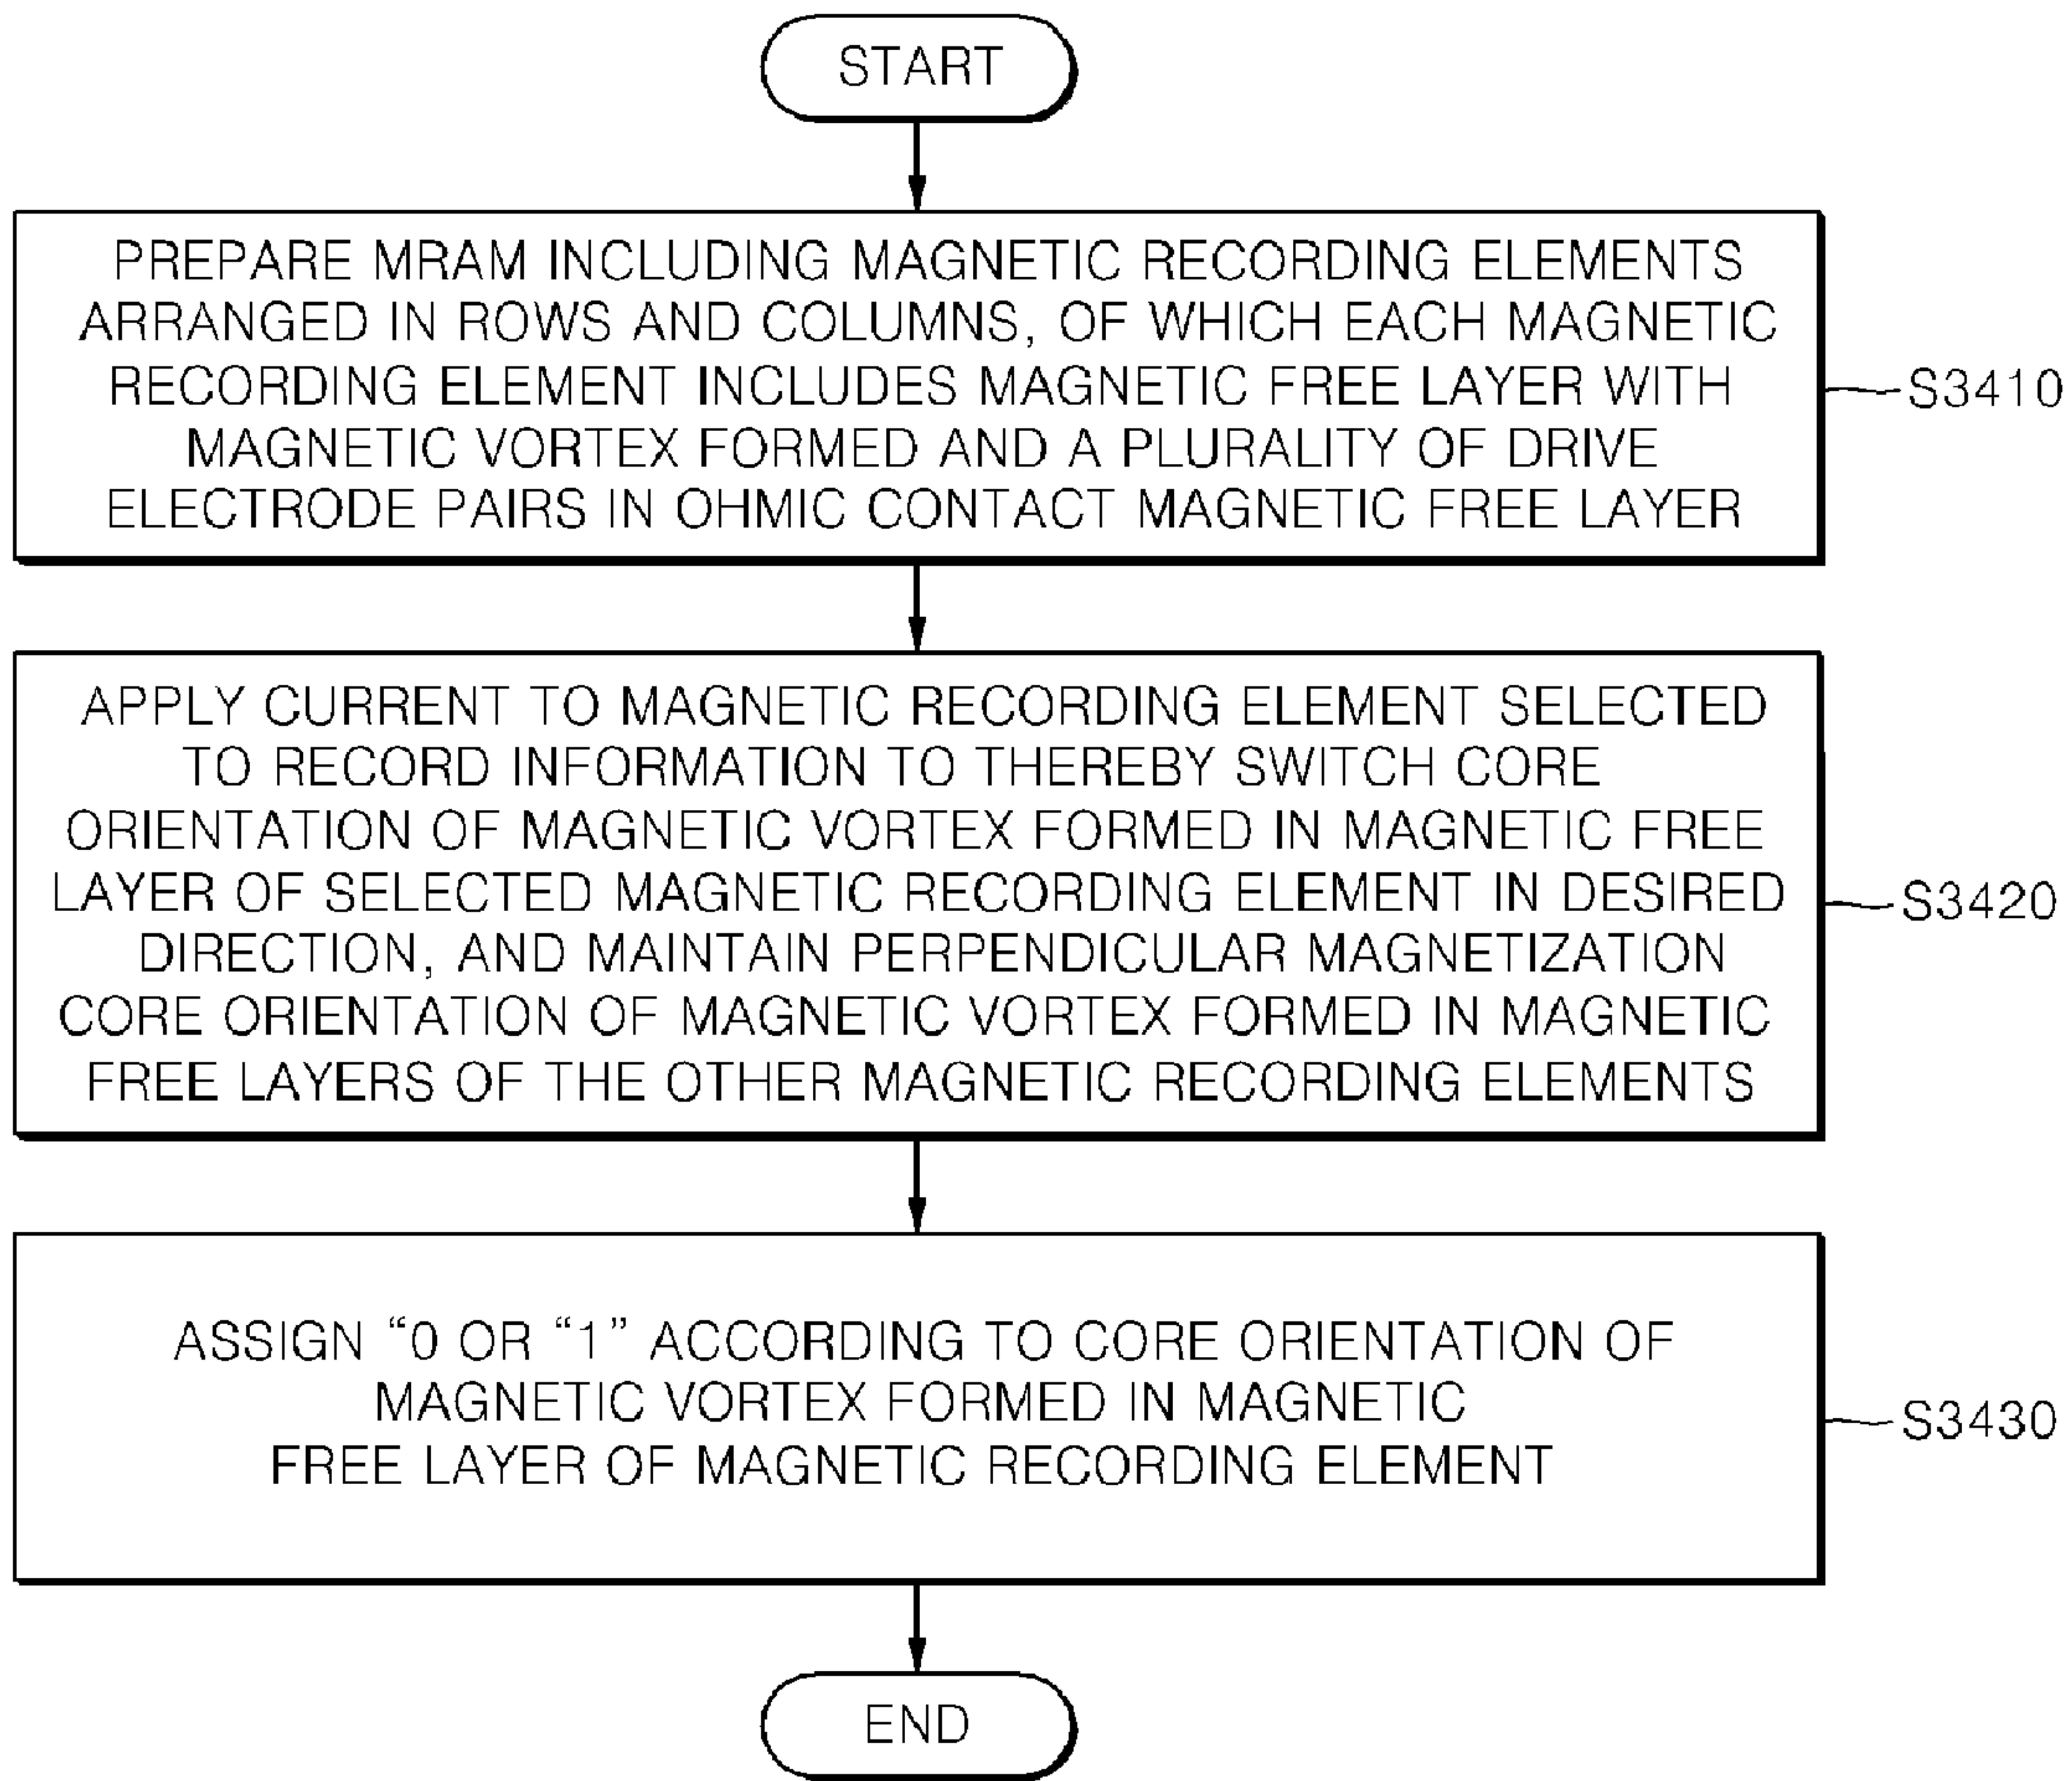 START
PREPARE MRAM INCLUDING MAGNETIC RECORDING ELEMENTS
ARRANGED IN ROWS AND COLUMNS, OF WHICH EACH MAGNETIC
RECORDING ELEMENT INCLUDES MAGNETIC FREE LAYER WITH
MAGNETIC VORTEX FORMED AND A PLURALITY OF DRIVE
ELECTRODE PAIRS IN OHMIC CONTACT MAGNETIC FREE LAYER
S3410
APPLY CURRENT TO MAGNETIC RECORDING ELEMENT SELECTED
TO RECORD INFORMATION TO THEREBY SWITCH CORE
ORIENTATION OF MAGNETIC VORTEX FORMED IN MAGNETIC FREE
LAYER OF SELECTED MAGNETIC RECORDING ELEMENT IN DESIRED
DIRECTION, AND MAINTAIN PERPENDICULAR MAGNETIZATION
CORE ORIENTATION OF MAGNETIC VORTEX FORMED IN MAGNETIC
FREE LAYERS OF THE OTHER MAGNETIC RECORDING ELEMENTS
S3420
ASSIGN “0 OR “1” ACCORDING TO CORE ORIENTATION OF
MAGNETIC VORTEX FORMED IN MAGNETIC
FREE LAYER OF MAGNETIC RECORDING ELEMENT
S3430
END